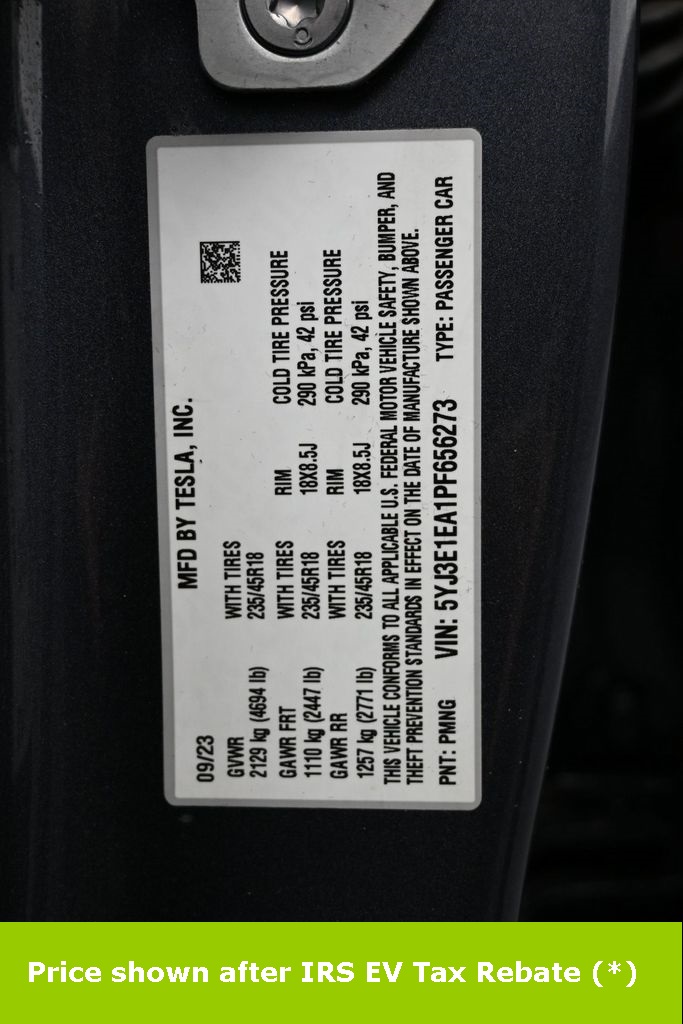 MFD BY TESLA, INC.
09/23
GVWR WITH TIRES
2129 kg (4694 lb) 235/45R18
GAWR FRT WITH TIRES RIM COLD TIRE PRESSURE
1110 kg (2447 lb) 235/45R18 18X8.5J 290 kPa, 42 psi
GAWR RR WITH TIRES RIM COLD TIRE PRESSURE
1257 kg (2771 lb) 235/45R18 18X8.5J 290 kPa, 42 psi
THIS VEHICLE CONFORMS TO ALL APPLICABLE U.S. FEDERAL MOTOR VEHICLE SAFETY, BUMPER, AND
THEFT PREVENTION STANDARDS IN EFFECT ON THE DATE OF MANUFACTURE SHOWN ABOVE.
PNT: PMNG VIN: 5YJ3E1EA1PF656273 TYPE: PASSENGER CAR
Price shown after IRS EV Tax Rebate (*)